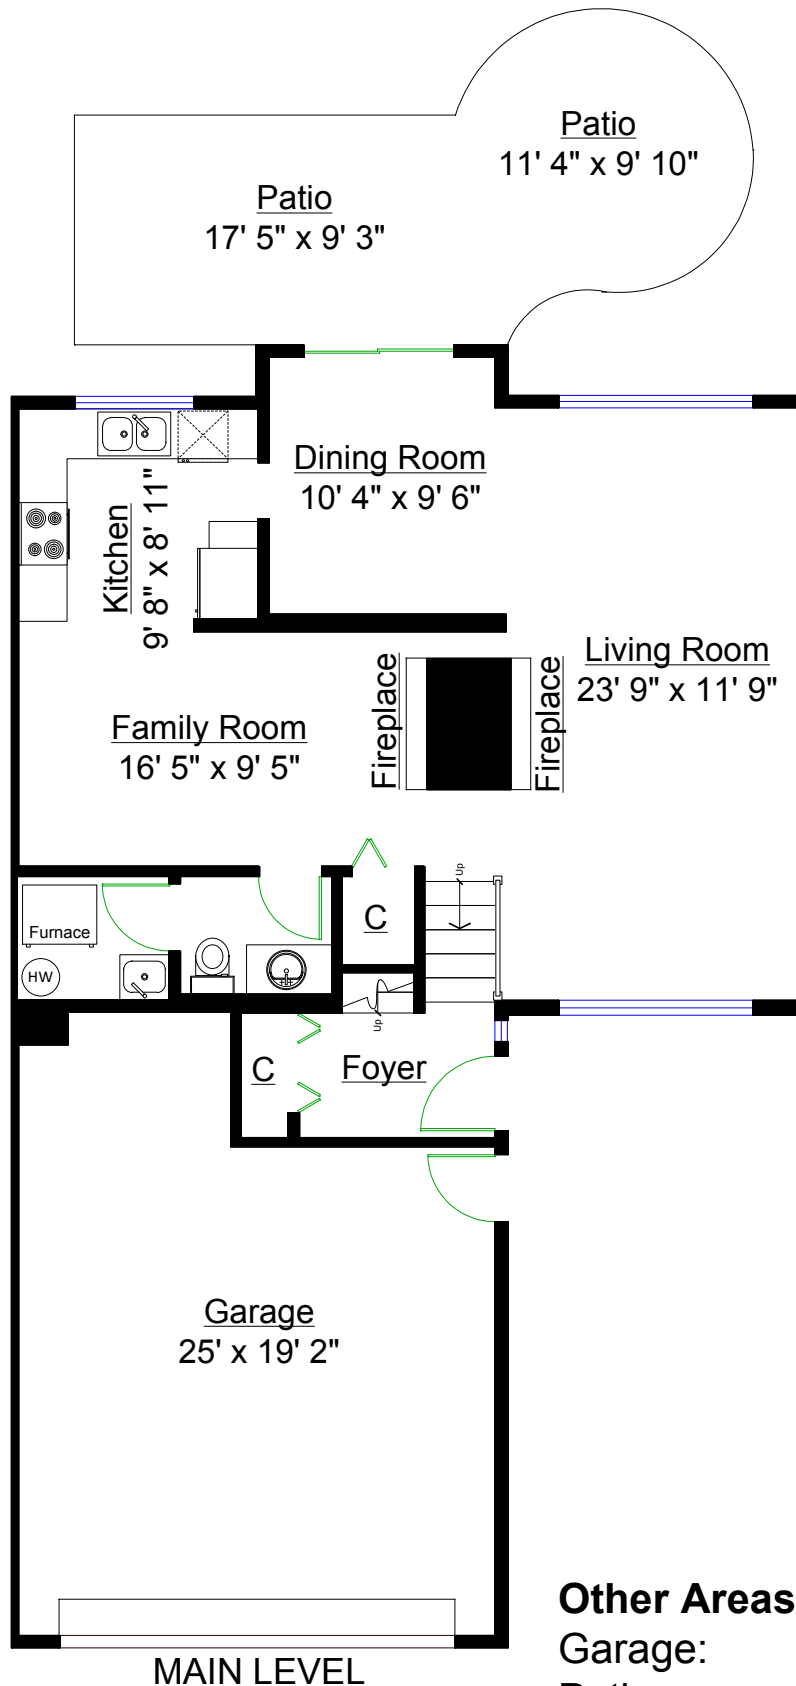 Patio
11' 4" x 9' 10"
Patio
17' 5" x 9' 3"
Dining Room
10' 4" x 9' 6"
Kitchen
9' 8" x 8' 11"
Living Room
23' 9" x 11' 9"
Fireplace
Fireplace
Family Room
16' 5" x 9' 5"
Up
C
Furnace
HW
Up
C
Foyer
Garage
25' x 19' 2"
Other Areas
Garage:
MAIN LEVEL